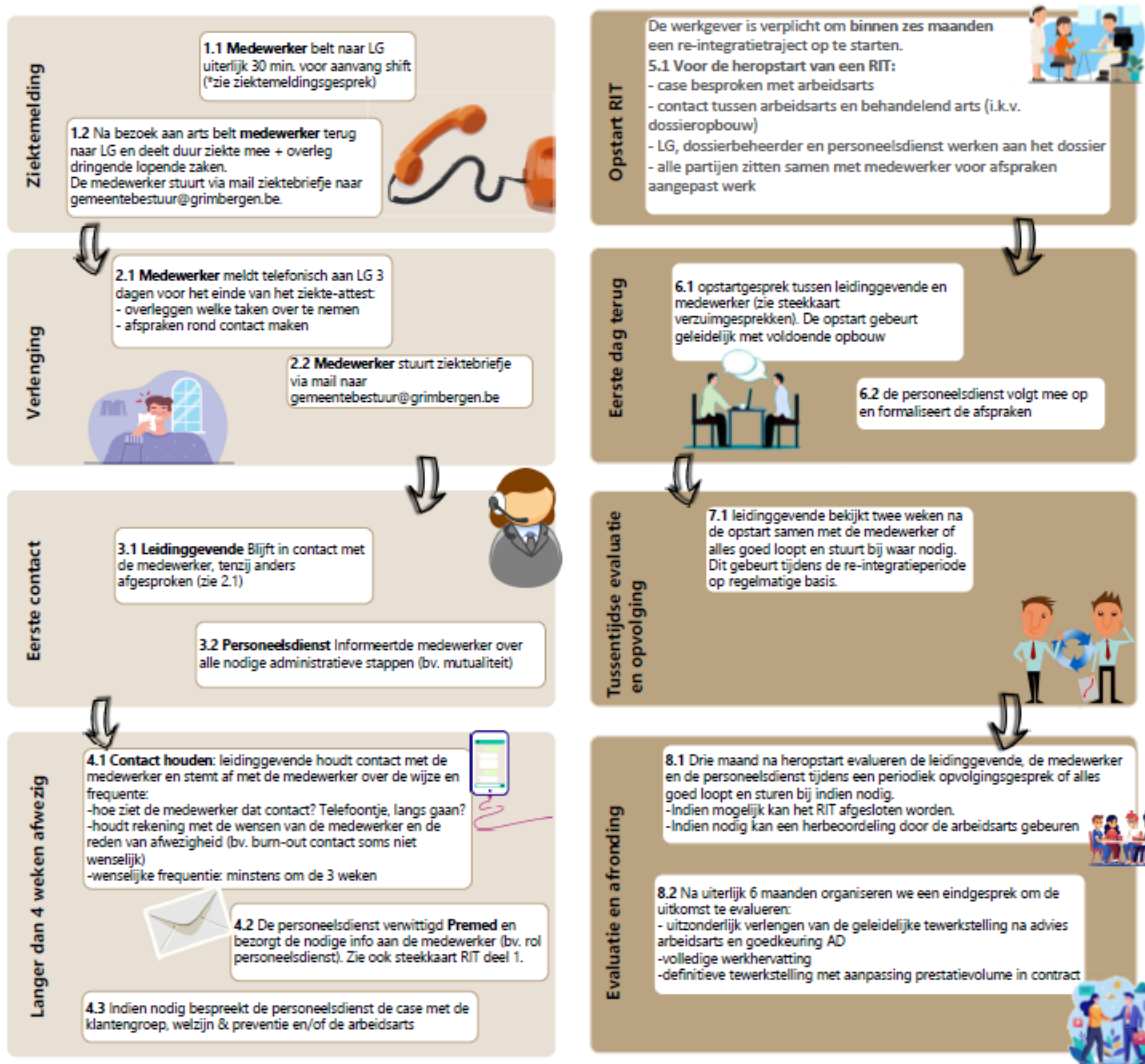 Ziektemelding
1.1 Medewerker belt naar LG
uiterlijk 30 min. voor aanvang shift
(*zie ziektemeldingsgesprek)
1.2 Na bezoek aan arts belt medewerker terug
naar LG en deelt duur ziekte mee + overleg
dringende lopende zaken.
De medewerker stuurt via mail ziektebriefje naar
gemeentebestuur@grimbergen.be.
Verlenging
2.1 Medewerker meldt telefonisch aan LG 3
dagen voor het einde van het ziekte-attest:
- overleggen welke taken over te nemen
- afspraken rond contact maken
2.2 Medewerker stuurt ziektebriefje
via mail naar
gemeentebestuur@grimbergen.be
Eerste contact
3.1 Leidinggevende Blijft in contact met
de medewerker, tenzij anders
afgesproken (zie 2.1)
3.2 Personeelsdienst Informeertde medewerker over
alle nodige administratieve stappen (bv. mutualiteit)
Langer dan 4 weken afwezig
4.1 Contact houden: leidinggevende houdt contact met de
medewerker en stemt af met de medewerker over de wijze en
frequente:
-hoe ziet de medewerker dat contact? Telefoontje, langs gaan?
-houdt rekening met de wensen van de medewerker en de
reden van afwezigheid (bv. burn-out contact soms niet
wenselijk)
-wenselijke frequentie: minstens om de 3 weken
4.2 De personeelsdienst verwittigd Premed en
bezorgt de nodige info aan de medewerker (bv. rol
personeelsdienst). Zie ook steekkaart RIT deel 1.
4.3 Indien nodig bespreekt de personeelsdienst de case met de
klantengroep, welzijn & preventie en/of de arbeidsarts
Opstart RIT
De werkgever is verplicht om binnen zes maanden
een re-integratietraject op te starten.
5.1 Voor de heropstart van een RIT:
- case besproken met arbeidsarts
- contact tussen arbeidsarts en behandelend arts (i.k.v.
dossieropbouw)
- LG, dossierbeheerder en personeelsdienst werken aan het dossier
- alle partijen zitten samen met medewerker voor afspraken
aangepast werk
Eerste dag terug
6.1 opstartgesprek tussen leidinggevende en
medewerker (zie steekkaart
verzuimgesprekken). De opstart gebeurt
geleidelijk met voldoende opbouw
6.2 de personeelsdienst volgt mee op
en formaliseert de afspraken
Tussentijdse evaluatie
en opvolging
7.1 leidinggevende bekijkt twee weken na
de opstart samen met de medewerker of
alles goed loopt en stuurt bij waar nodig.
Dit gebeurt tijdens de re-integratieperiode
op regelmatige basis.
Evaluatie en afronding
8.1 Drie maand na heropstart evalueren de leidinggevende, de medewerker
en de personeelsdienst tijdens een periodiek opvolgingsgesprek of alles
goed loopt en sturen bij indien nodig.
-Indien mogelijk kan het RIT afgesloten worden.
-Indien nodig kan een herbeoordeling door de arbeidsarts gebeuren
8.2 Na uiterlijk 6 maanden organiseren we een eindgesprek om de
uitkomst te evalueren:
- uitzonderlijk verlengen van de geleidelijke tewerkstelling na advies
arbeidsarts en goedkeuring AD
-volledige werkhervatting
-definitieve tewerkstelling met aanpassing prestatievolume in contract